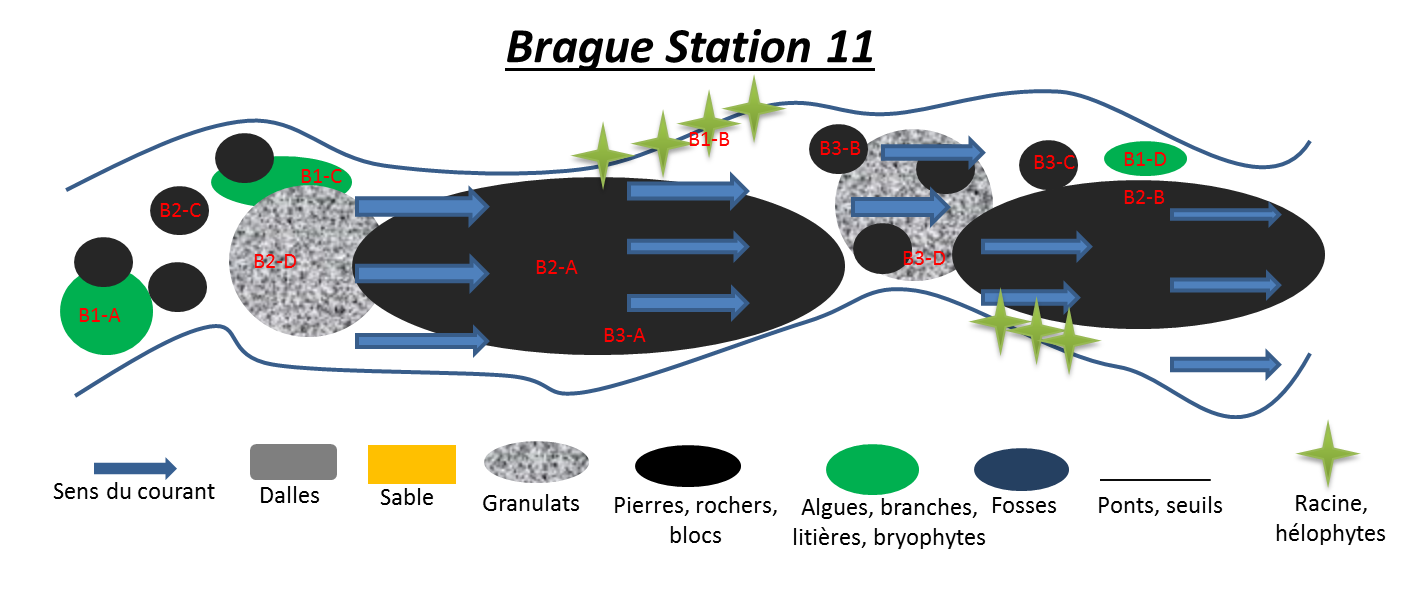 Brague Station 11
B1-B
B3-B
B3-C
B1-D
B1-C
B2-B
B2-C
B2-D
B2-A
B3-D
B1-A
B3-A
Sens du courant
Dalles
Sable
Granulats
Pierres, rochers,
blocs
Algues, branches,
litières, bryophytes
Fosses
Ponts, seuils
Racine,
hélophytes